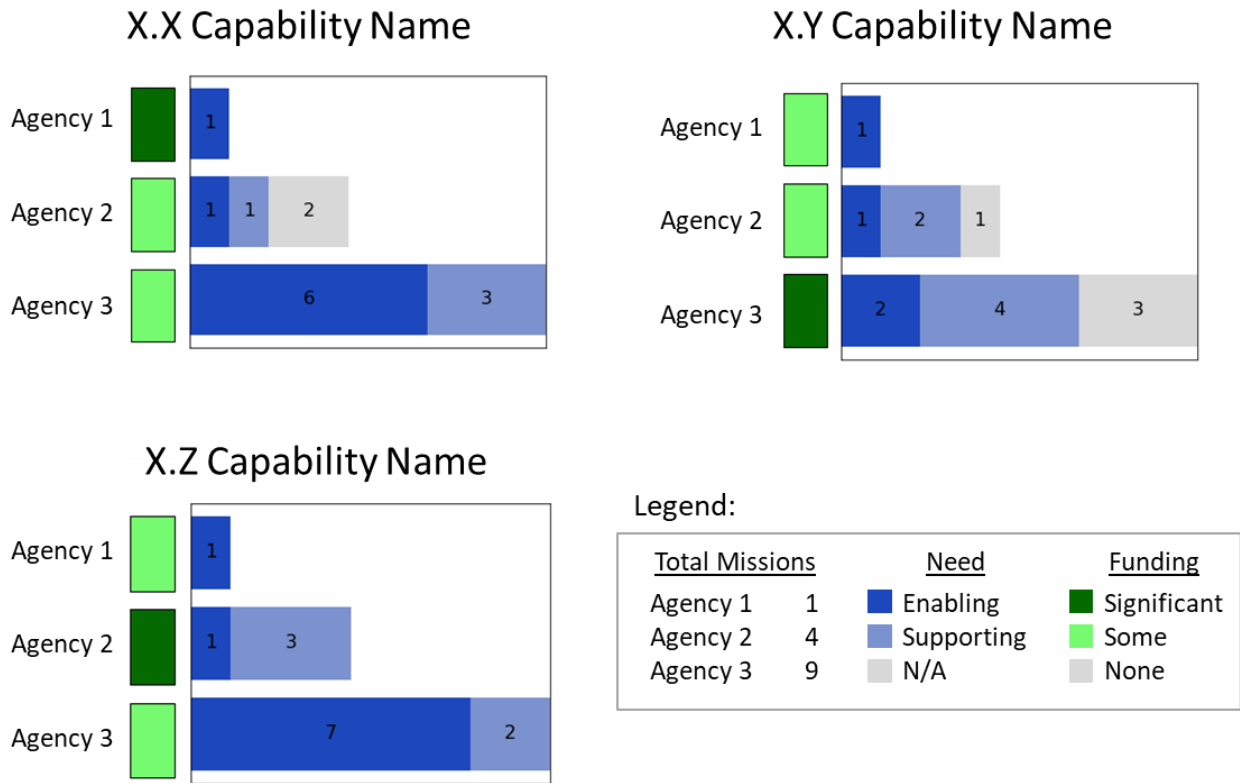 X.X Capability Name
Agency 1
1
Agency 2
1 1 2
Agency 3
6 3
X.Y Capability Name
Agency 1
1
Agency 2
1 2 1
Agency 3
2 4 3
X.Z Capability Name
Agency 1
1
Agency 2
1 3
Agency 3
7 2
Legend:
Total Missions Need Funding
Agency 1 1 Enabling Significant
Agency 2 4 Supporting Some
Agency 3 9 N/A None